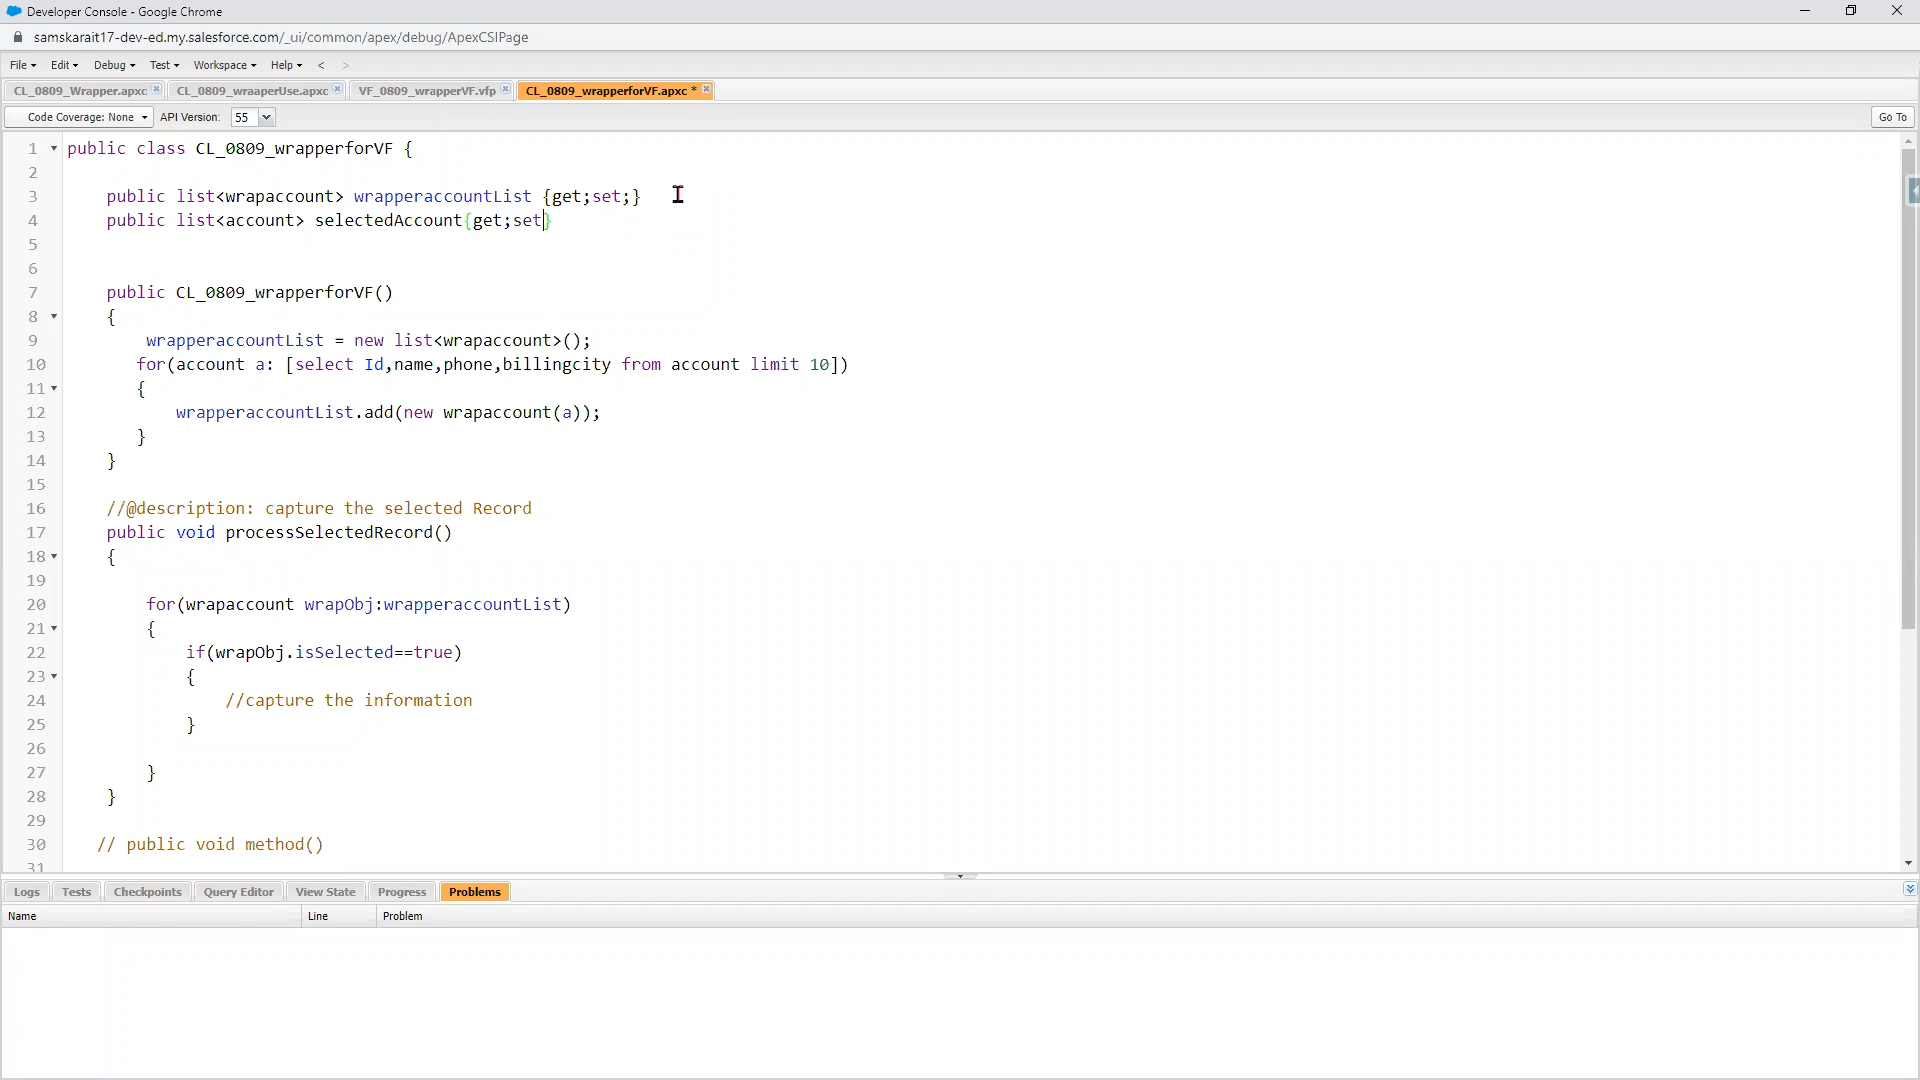 Developer Console - Google Chrome
samskarait17-dev-ed.my.salesforce.com/_ui/common/apex/debug/ApexCSIPage
File Edit Debug Test Workspace Help < >
CL_0809_Wrapper.apxc CL_0809_wraaperUse.apxc VF_0809_wrapperVF.vfp CL_0809_wrapperforVF.apxc *
Code Coverage: None API Version: 55 Go To
1 public class CL_0809_wrapperforVF {
2
3 public list<wrapaccount> wrapperaccountList {get;set;}
4 public list<account> selectedAccount{get;set}
5
6
7 public CL_0809_wrapperforVF()
8 {
9 wrapperaccountList = new list<wrapaccount>();
10 for(account a: [select Id,name,phone,billingcity from account limit 10])
11 {
12 wrapperaccountList.add(new wrapaccount(a));
13 }
14 }
15
16 //@description: capture the selected Record
17 public void processSelectedRecord()
18 {
19
20 for(wrapaccount wrapObj:wrapperaccountList)
21 {
22 if(wrapObj.isSelected==true)
23 {
24 //capture the information
25 }
26
27 }
28 }
29
30 // public void method()
31
Logs Tests Checkpoints Query Editor View State Progress Problems
Name Line Problem